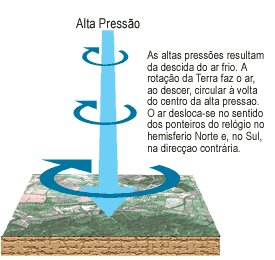 Alta Pressão
As altas pressões resultam
da descida do ar frio. A
rotação da Terra faz o ar,
ao descer, circular à volta
do centro da alta pressao.
O ar desloca-se no sentido
dos ponteiros do relógio no
hemisferio Norte e, no Sul,
na direcçao contrária.